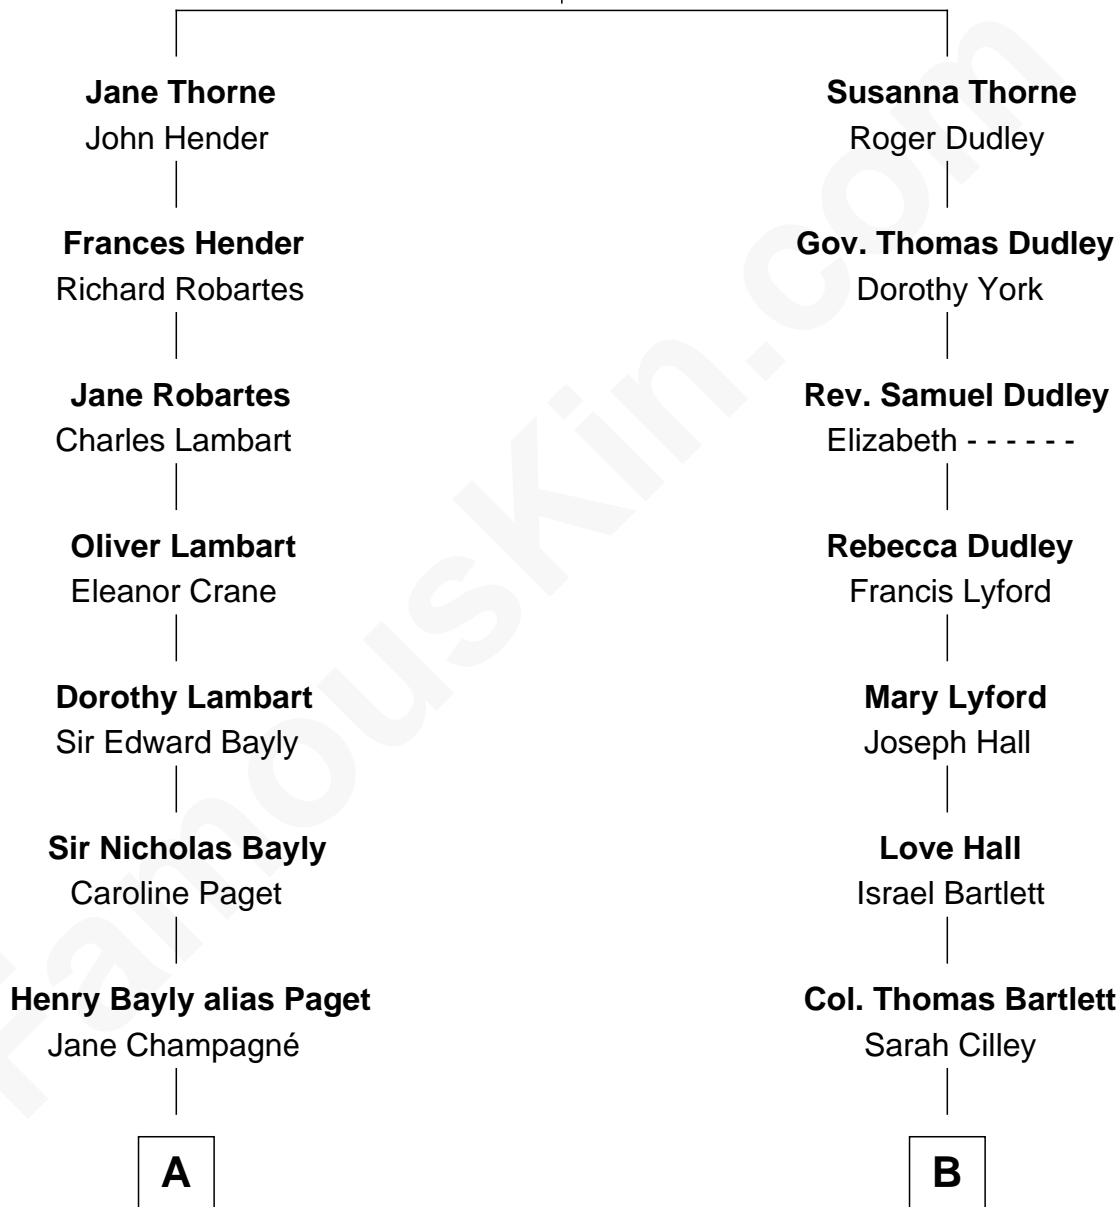 Jane Thorne
John Hender
Frances Hender
Richard Robartes
Jane Robartes
Charles Lambart
Oliver Lambart
Eleanor Crane
Dorothy Lambart
Sir Edward Bayly
Sir Nicholas Bayly
Caroline Paget
Henry Bayly alias Paget
Jane Champagné
A
Susanna Thorne
Roger Dudley
Gov. Thomas Dudley
Dorothy York
Rev. Samuel Dudley
Elizabeth - - - - - -
Rebecca Dudley
Francis Lyford
Mary Lyford
Joseph Hall
Love Hall
Israel Bartlett
Col. Thomas Bartlett
Sarah Cilley
B
FamousKin.com